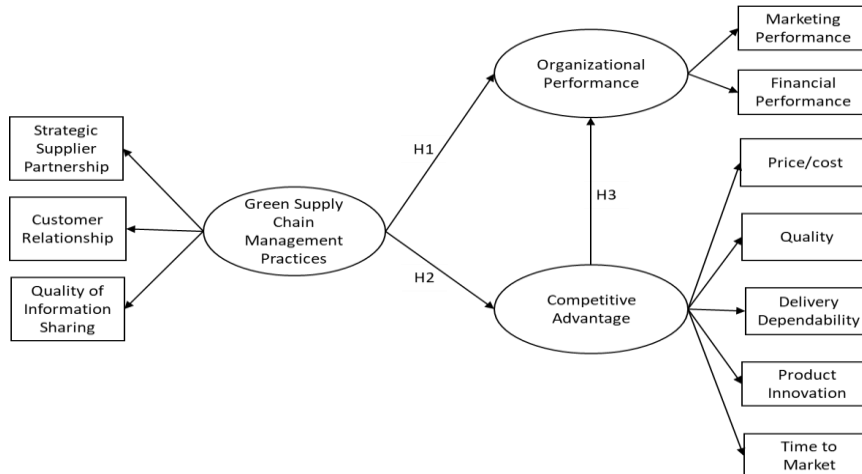 Strategic
Supplier
Partnership
Customer
Relationship
Quality of
Information
Sharing
Green Supply
Chain
Management
Practices
H1
H2
H3
Organizational
Performance
Competitive
Advantage
Marketing
Performance
Financial
Performance
Price/cost
Quality
Delivery
Dependability
Product
Innovation
Time to
Market